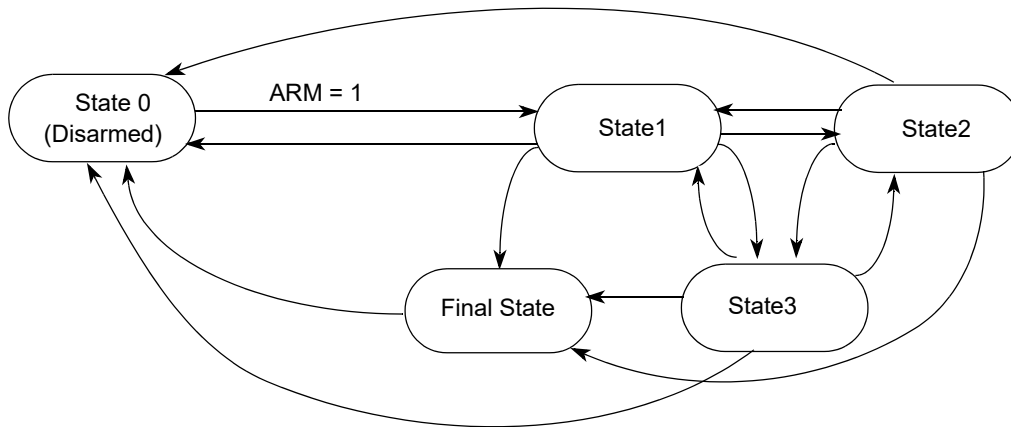 State 0
(Disarmed)
ARM = 1
State1
State2
Final State
State3